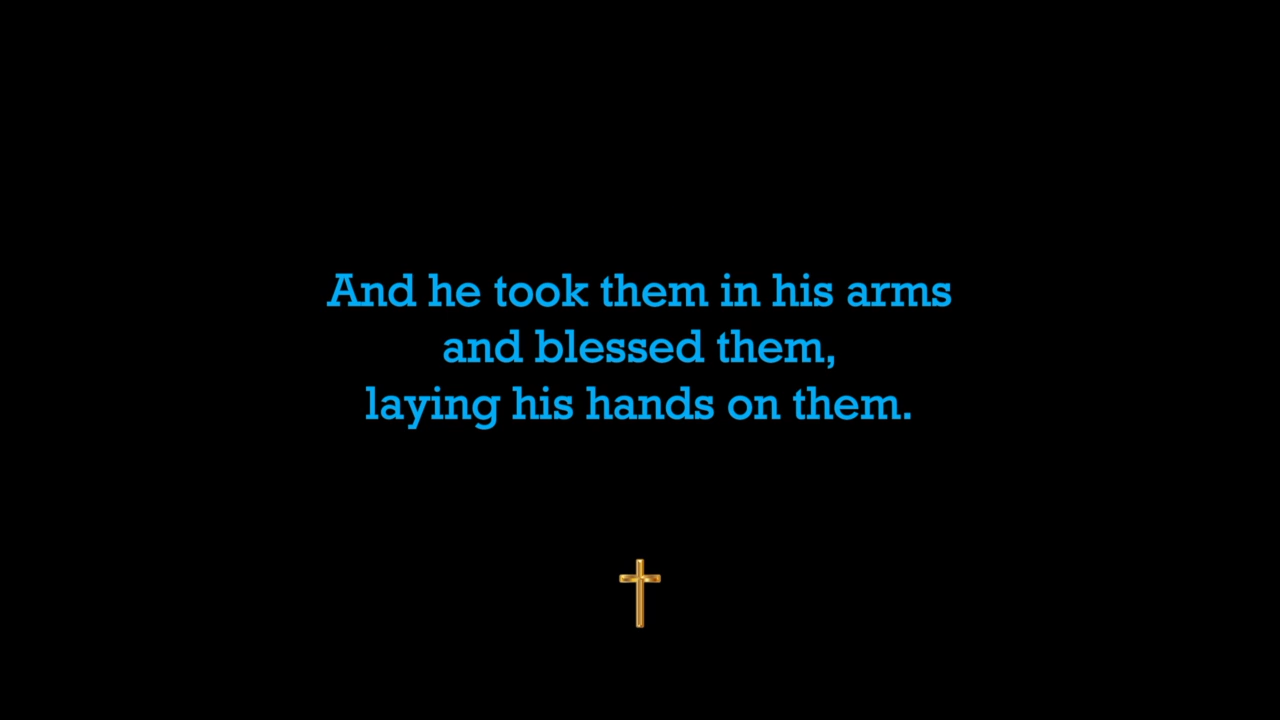 And he took them in his arms
and blessed them,
laying his hands on them.